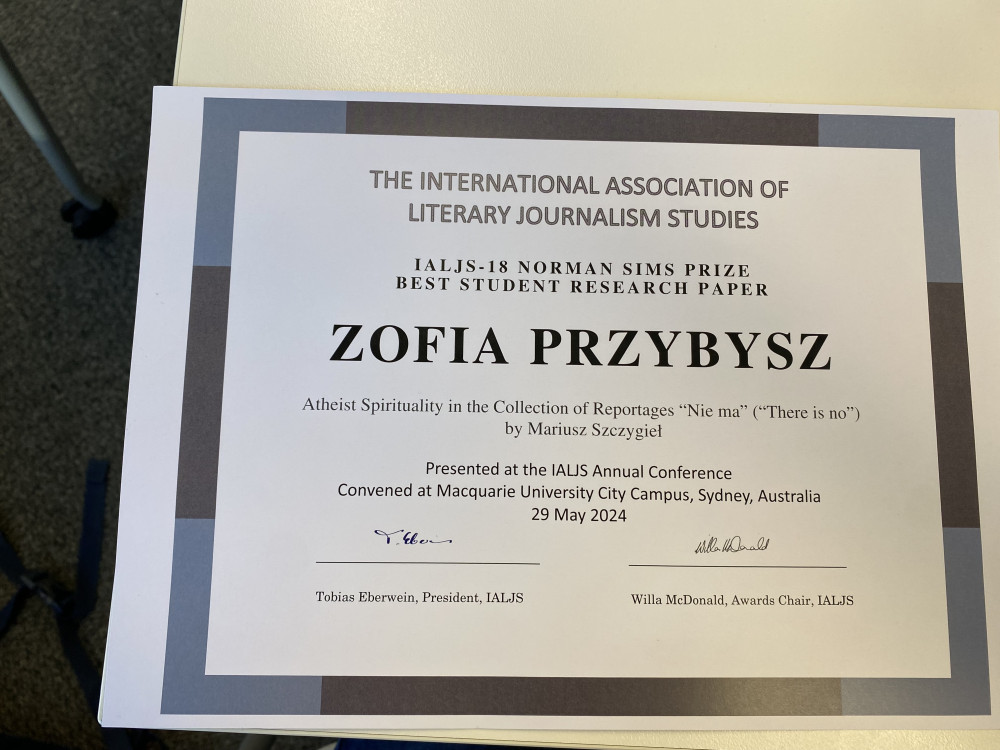 THE INTERNATIONAL ASSOCIATION OF
LITERARY JOURNALISM STUDIES
IALJS-18 NORMAN SIMS PRIZE
BEST STUDENT RESEARCH PAPER
ZOFIA PRZYBYSZ
Atheist Spirituality in the Collection of Reportages “Nie ma” (“There is no”)
by Mariusz Szczygieł
Presented at the IALJS Annual Conference
Convened at Macquarie University City Campus, Sydney, Australia
29 May 2024
T. Eberwein
Willa McDonald
Tobias Eberwein, President, IALJS
Willa McDonald, Awards Chair, IALJS